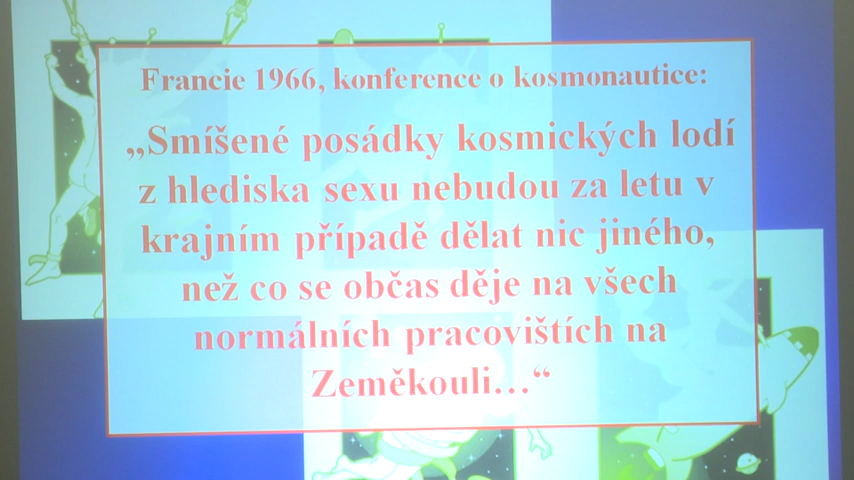 Francie 1966, konference o kosmonautice:
„Smíšené posádky kosmických lodí
z hlediska sexu nebudou za letu v
krajním případě dělat nic jiného,
než co se občas děje na všech
normálních pracovištích na
Zeměkouli…“